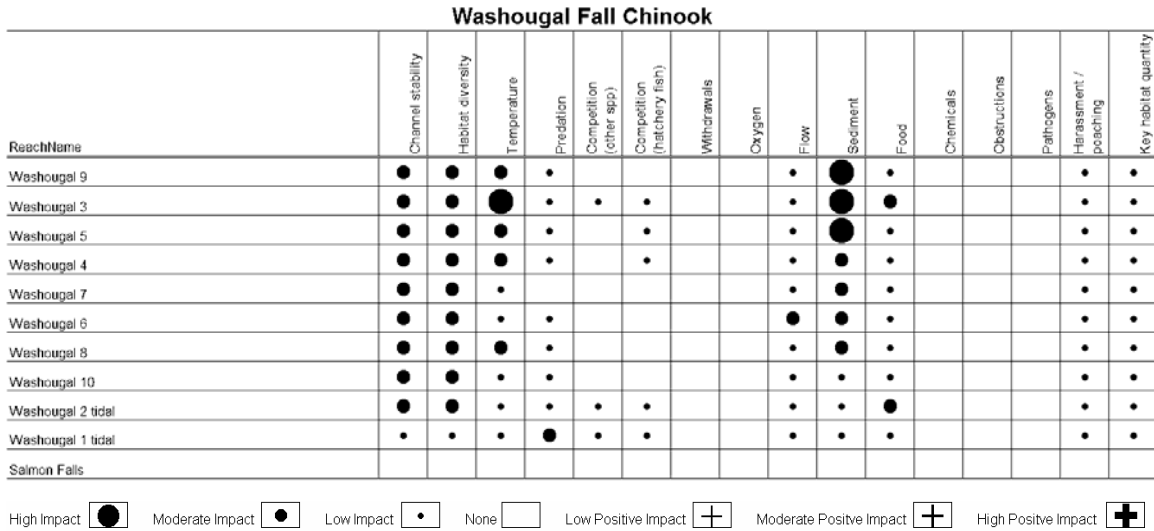 Washougal Fall Chinook
ReachName
Channel stability
Habitat diversity
Temperature
Predation
Competition
(other spp)
Competition
(hatchery fish)
Withdrawals
Oxygen
Flow
Sediment
Food
Chemicals
Obstructions
Pathogens
Harassment /
poaching
Key habitat quantity
Washougal 9
Washougal 3
Washougal 5
Washougal 4
Washougal 7
Washougal 6
Washougal 8
Washougal 10
Washougal 2 tidal
Washougal 1 tidal
Salmon Falls
High Impact Moderate Impact Low Impact None Low Positive Impact Moderate Positve Impact High Positve Impact